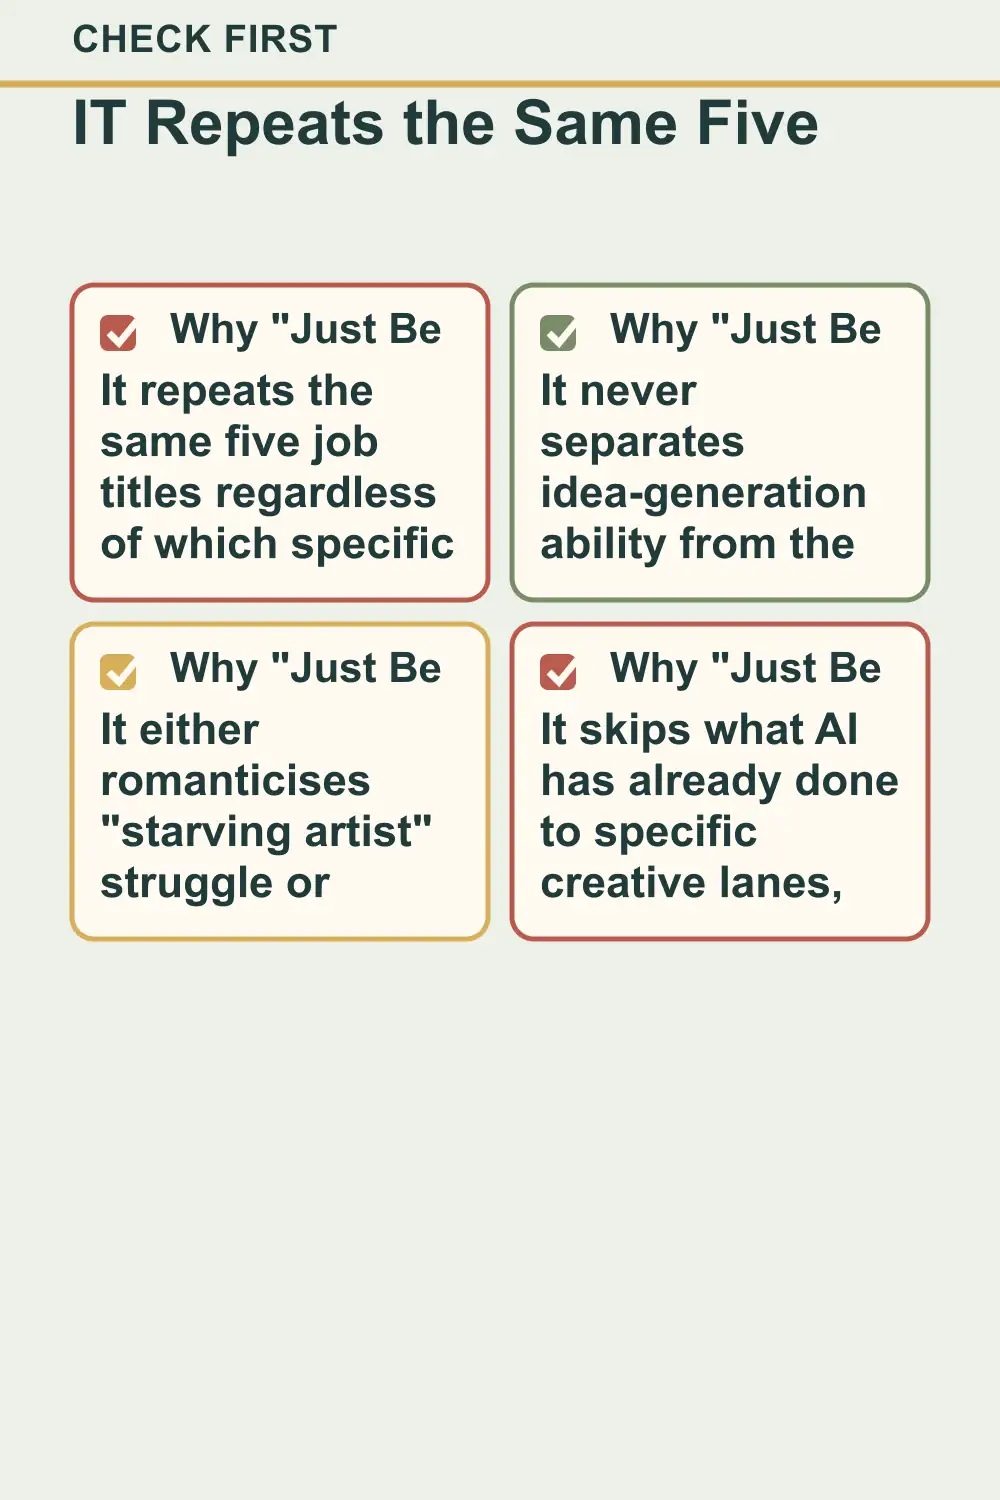 CHECK FIRST
IT Repeats the Same Five
Why "Just Be
It repeats the
same five job
titles regardless
of which specific
Why "Just Be
It never
separates
idea-generation
ability from the
Why "Just Be
It either
romanticises
"starving artist"
struggle or
Why "Just Be
It skips what AI
has already done
to specific
creative lanes,